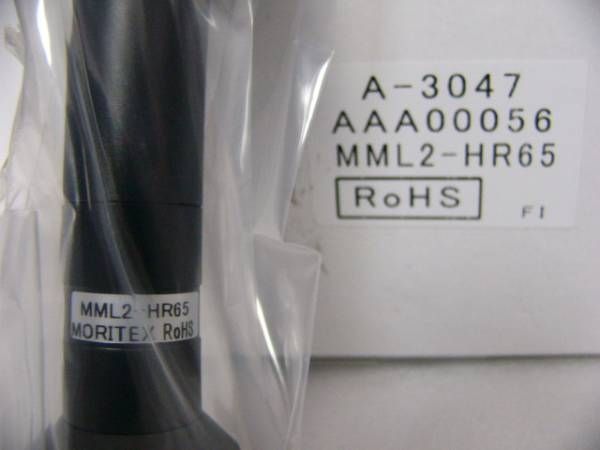 A-3047
AAA00056
MML2-HR65
RoHS
FI
MML2-HR65
MORITEX RoHS